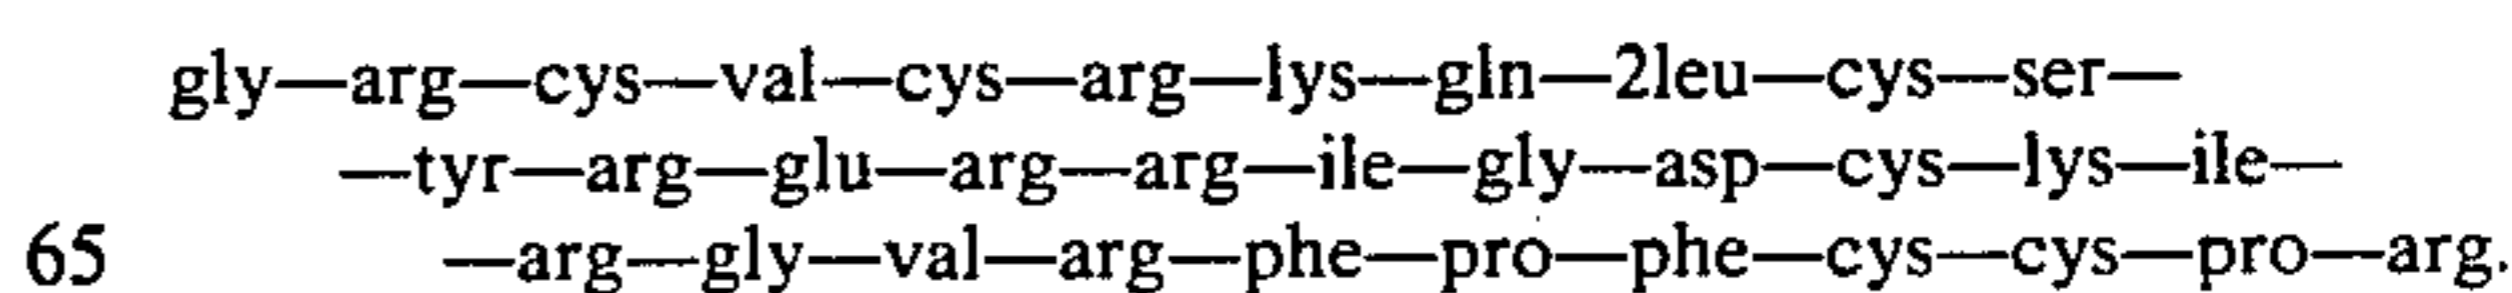 gly—arg—cys—val—cys—arg—lys—gln—2leu—cys—ser—
—tyr—arg—glu—arg—arg—ile—gly—asp—cys—lys—ile—
65 —arg—gly—val—arg—phe—pro—phe—cys—cys—pro—arg.